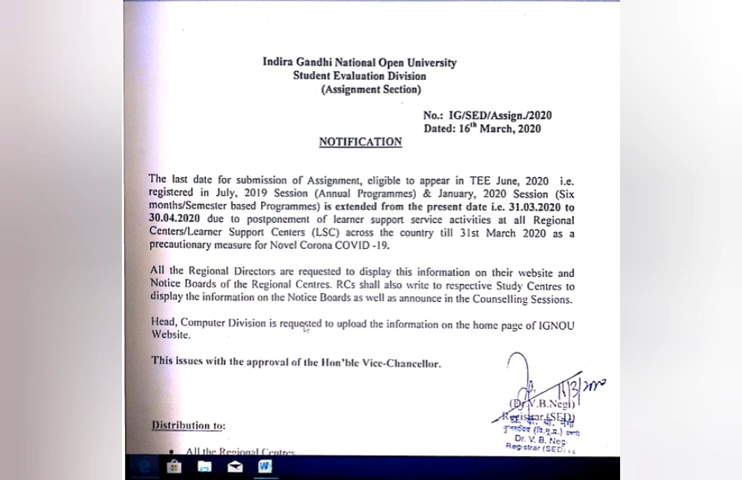 Indira Gandhi National Open University
Student Evaluation Division
(Assignment Section)
No.: IG/SED/Assign./2020
Dated: 16th March, 2020
NOTIFICATION
The last date for submission of Assignment, eligible to appear in TEE June, 2020 i.e.
registered in July, 2019 Session (Annual Programmes) & January, 2020 Session (Six
months/Semester based Programmes) is extended from the present date i.e. 31.03.2020 to
30.04.2020 due to postponement of learner support service activities at all Regional
Centers/Learner Support Centers (LSC) across the country till 31st March 2020 as a
precautionary measure for Novel Corona COVID -19.
All the Regional Directors are requested to display this information on their website and
Notice Boards of the Regional Centres. RCs shall also write to respective Study Centres to
display the information on the Notice Boards as well as announce in the Counselling Sessions.
Head, Computer Division is requested to upload the information on the home page of IGNOU
Website.
This issues with the approval of the Hon'ble Vice-Chancellor.
(Dr.V.B.Negi)
Registrar (SED)
Dr. V. B. Neg
Registrar (SED)
Distribution to:
All the Regional Centres